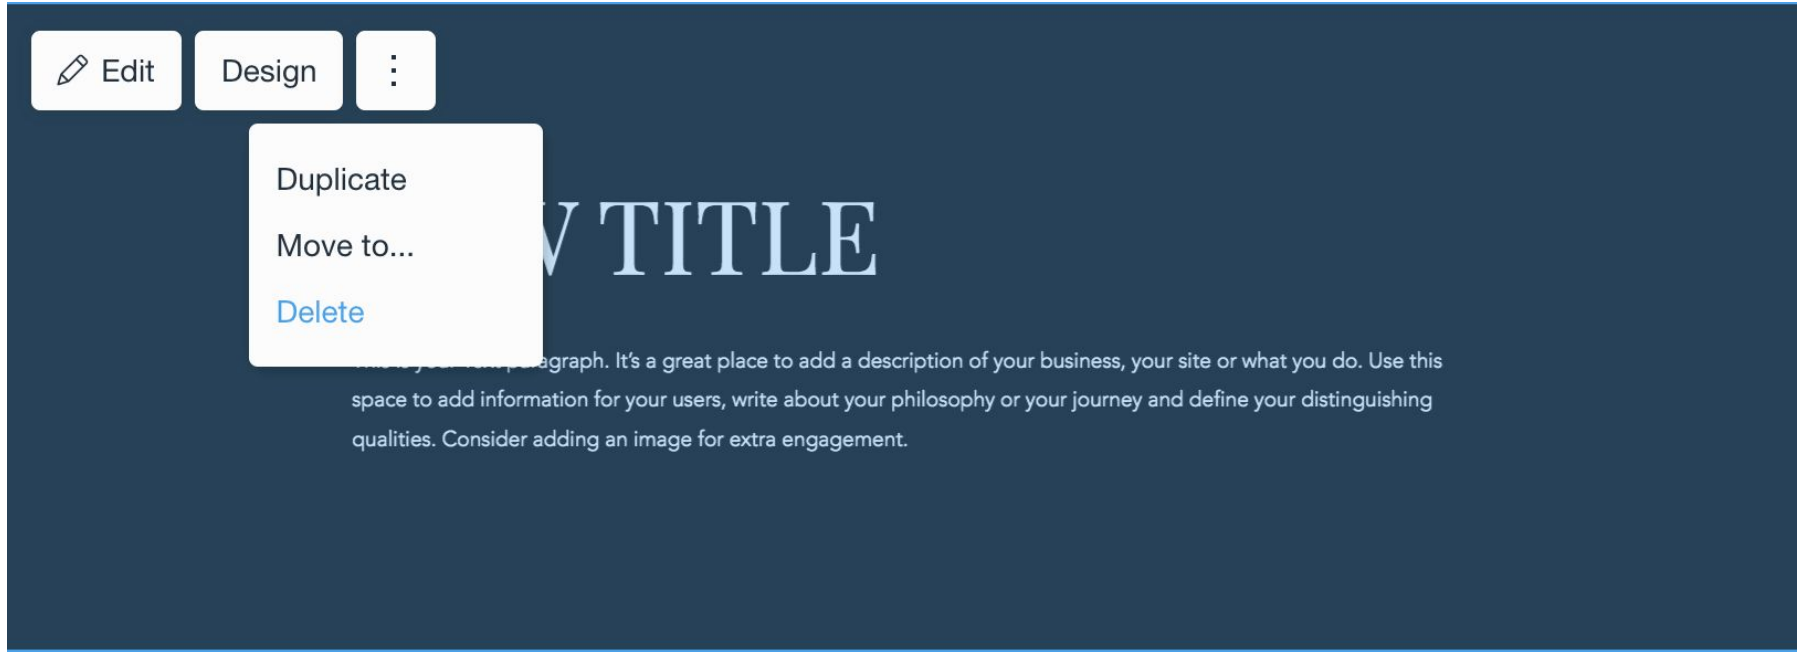 Edit
Design
Duplicate
Move to...
Delete
TITLE
agraph. It's a great place to add a description of your business, your site or what you do. Use this
space to add information for your users, write about your philosophy or your journey and define your distinguishing
qualities. Consider adding an image for extra engagement.